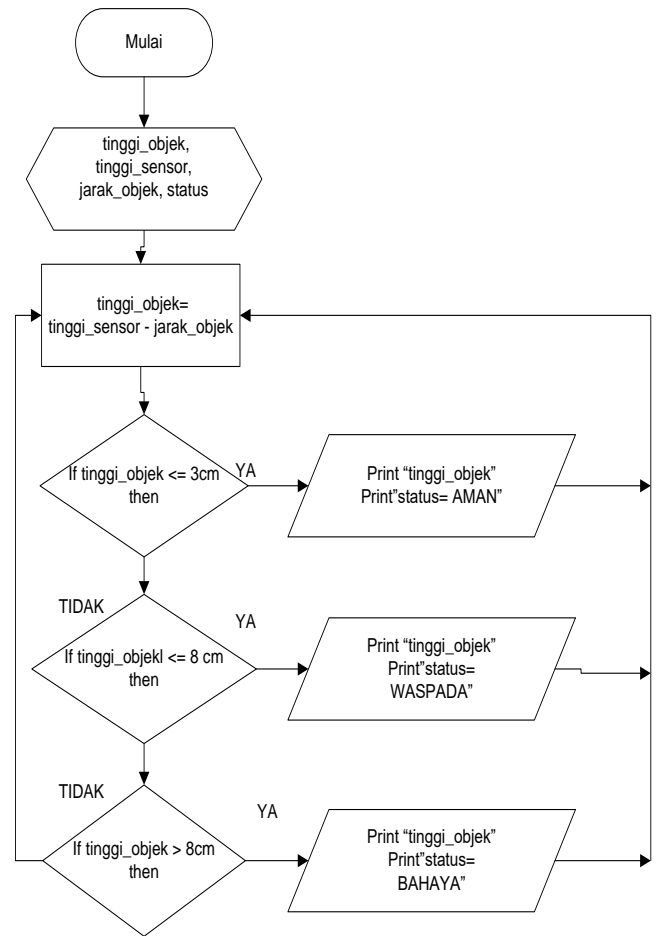 Mulai
tinggi_objek,
tinggi_sensor,
jarak_objek, status
tinggi_objek=
tinggi_sensor - jarak_objek
If tinggi_objek <= 3cm
then
YA
Print “tinggi_objek”
Print”status= AMAN”
TIDAK
If tinggi_objekl <= 8 cm
then
YA
Print “tinggi_objek”
Print”status=
WASPADA”
TIDAK
If tinggi_objek > 8cm
then
YA
Print “tinggi_objek”
Print”status=
BAHAYA”